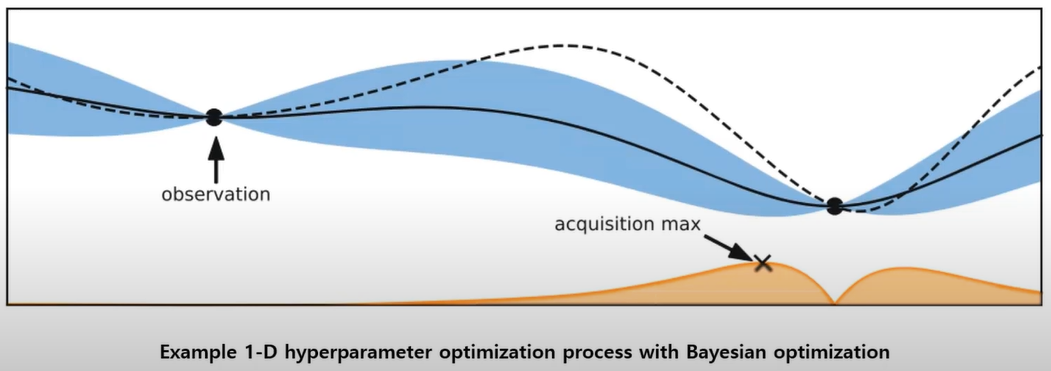 observation
acquisition max
Example 1-D hyperparameter optimization process with Bayesian optimization